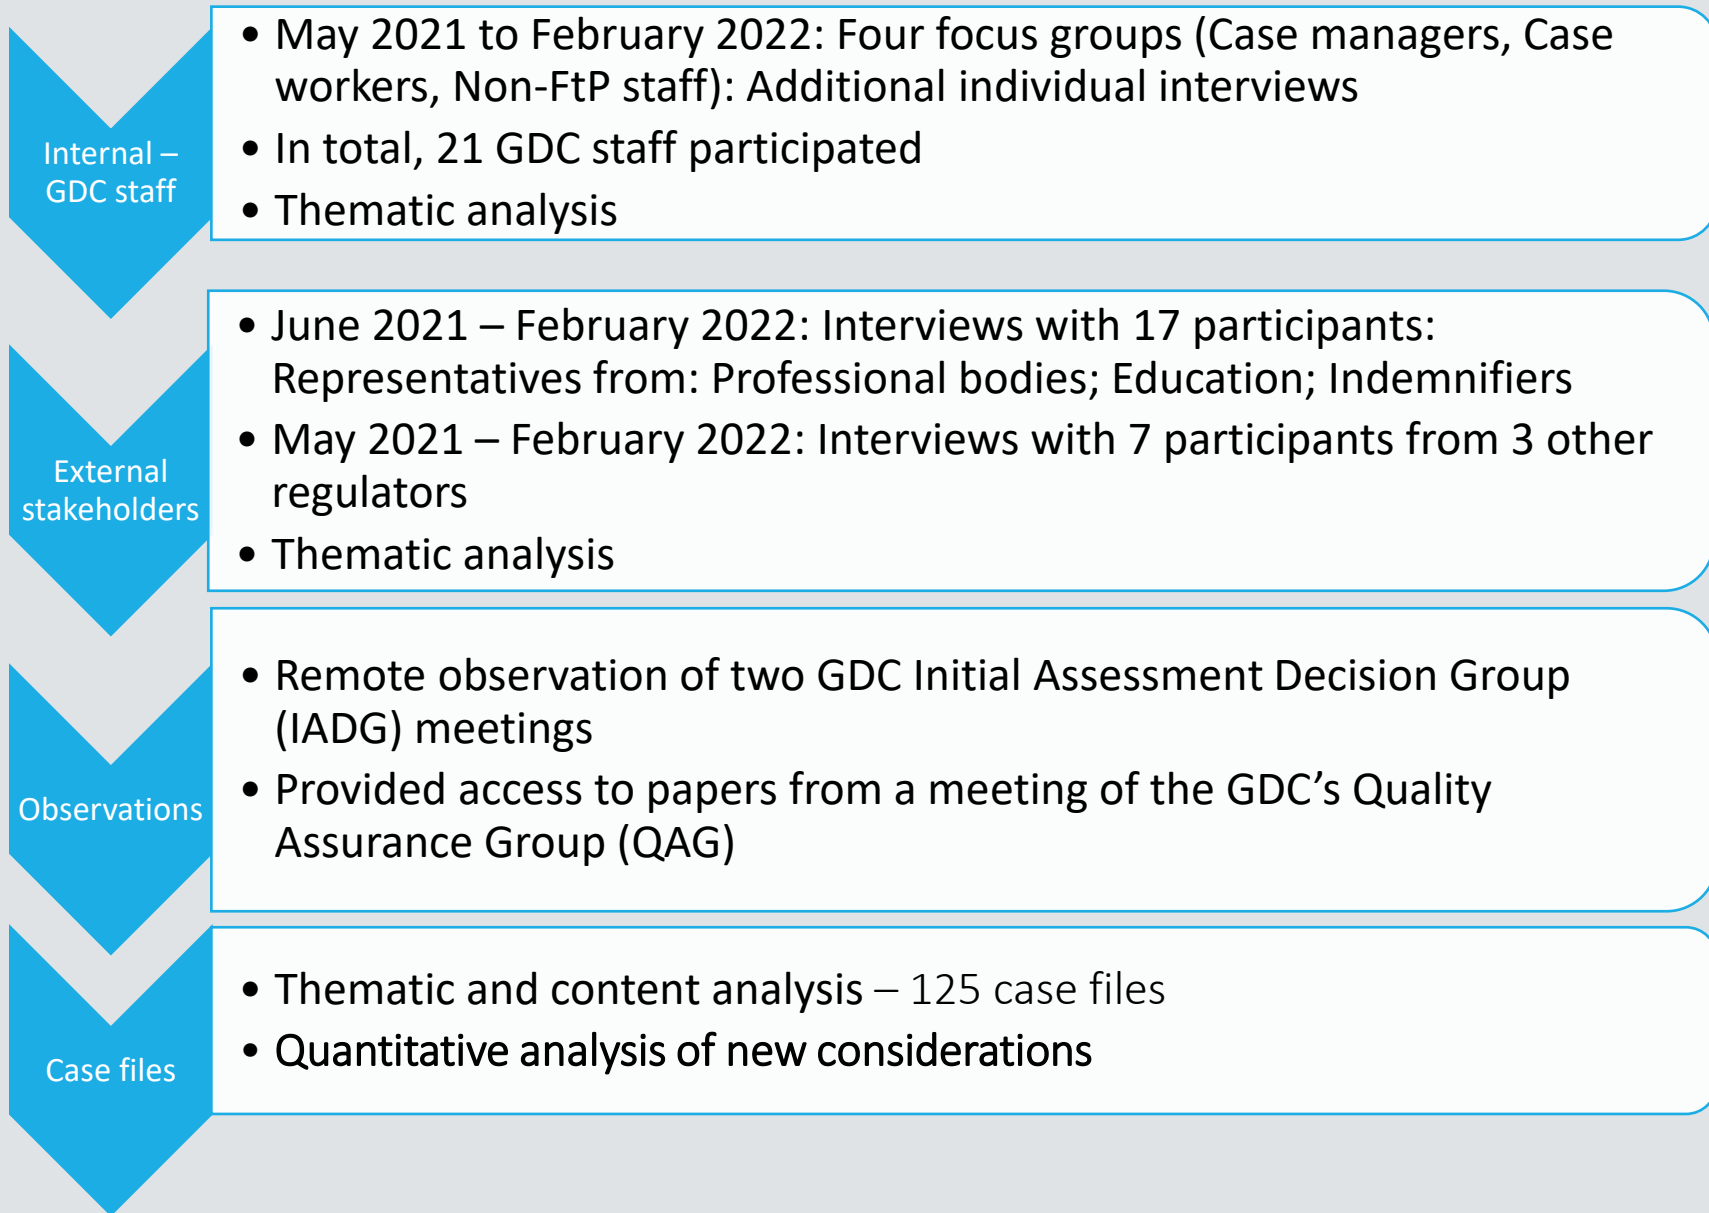 Internal –
GDC staff
• May 2021 to February 2022: Four focus groups (Case managers, Case
workers, Non-FtP staff): Additional individual interviews
• In total, 21 GDC staff participated
• Thematic analysis
External
stakeholders
• June 2021 – February 2022: Interviews with 17 participants:
Representatives from: Professional bodies; Education; Indemnifiers
• May 2021 – February 2022: Interviews with 7 participants from 3 other
regulators
• Thematic analysis
Observations
• Remote observation of two GDC Initial Assessment Decision Group
(IADG) meetings
• Provided access to papers from a meeting of the GDC’s Quality
Assurance Group (QAG)
Case files
• Thematic and content analysis – 125 case files
• Quantitative analysis of new considerations